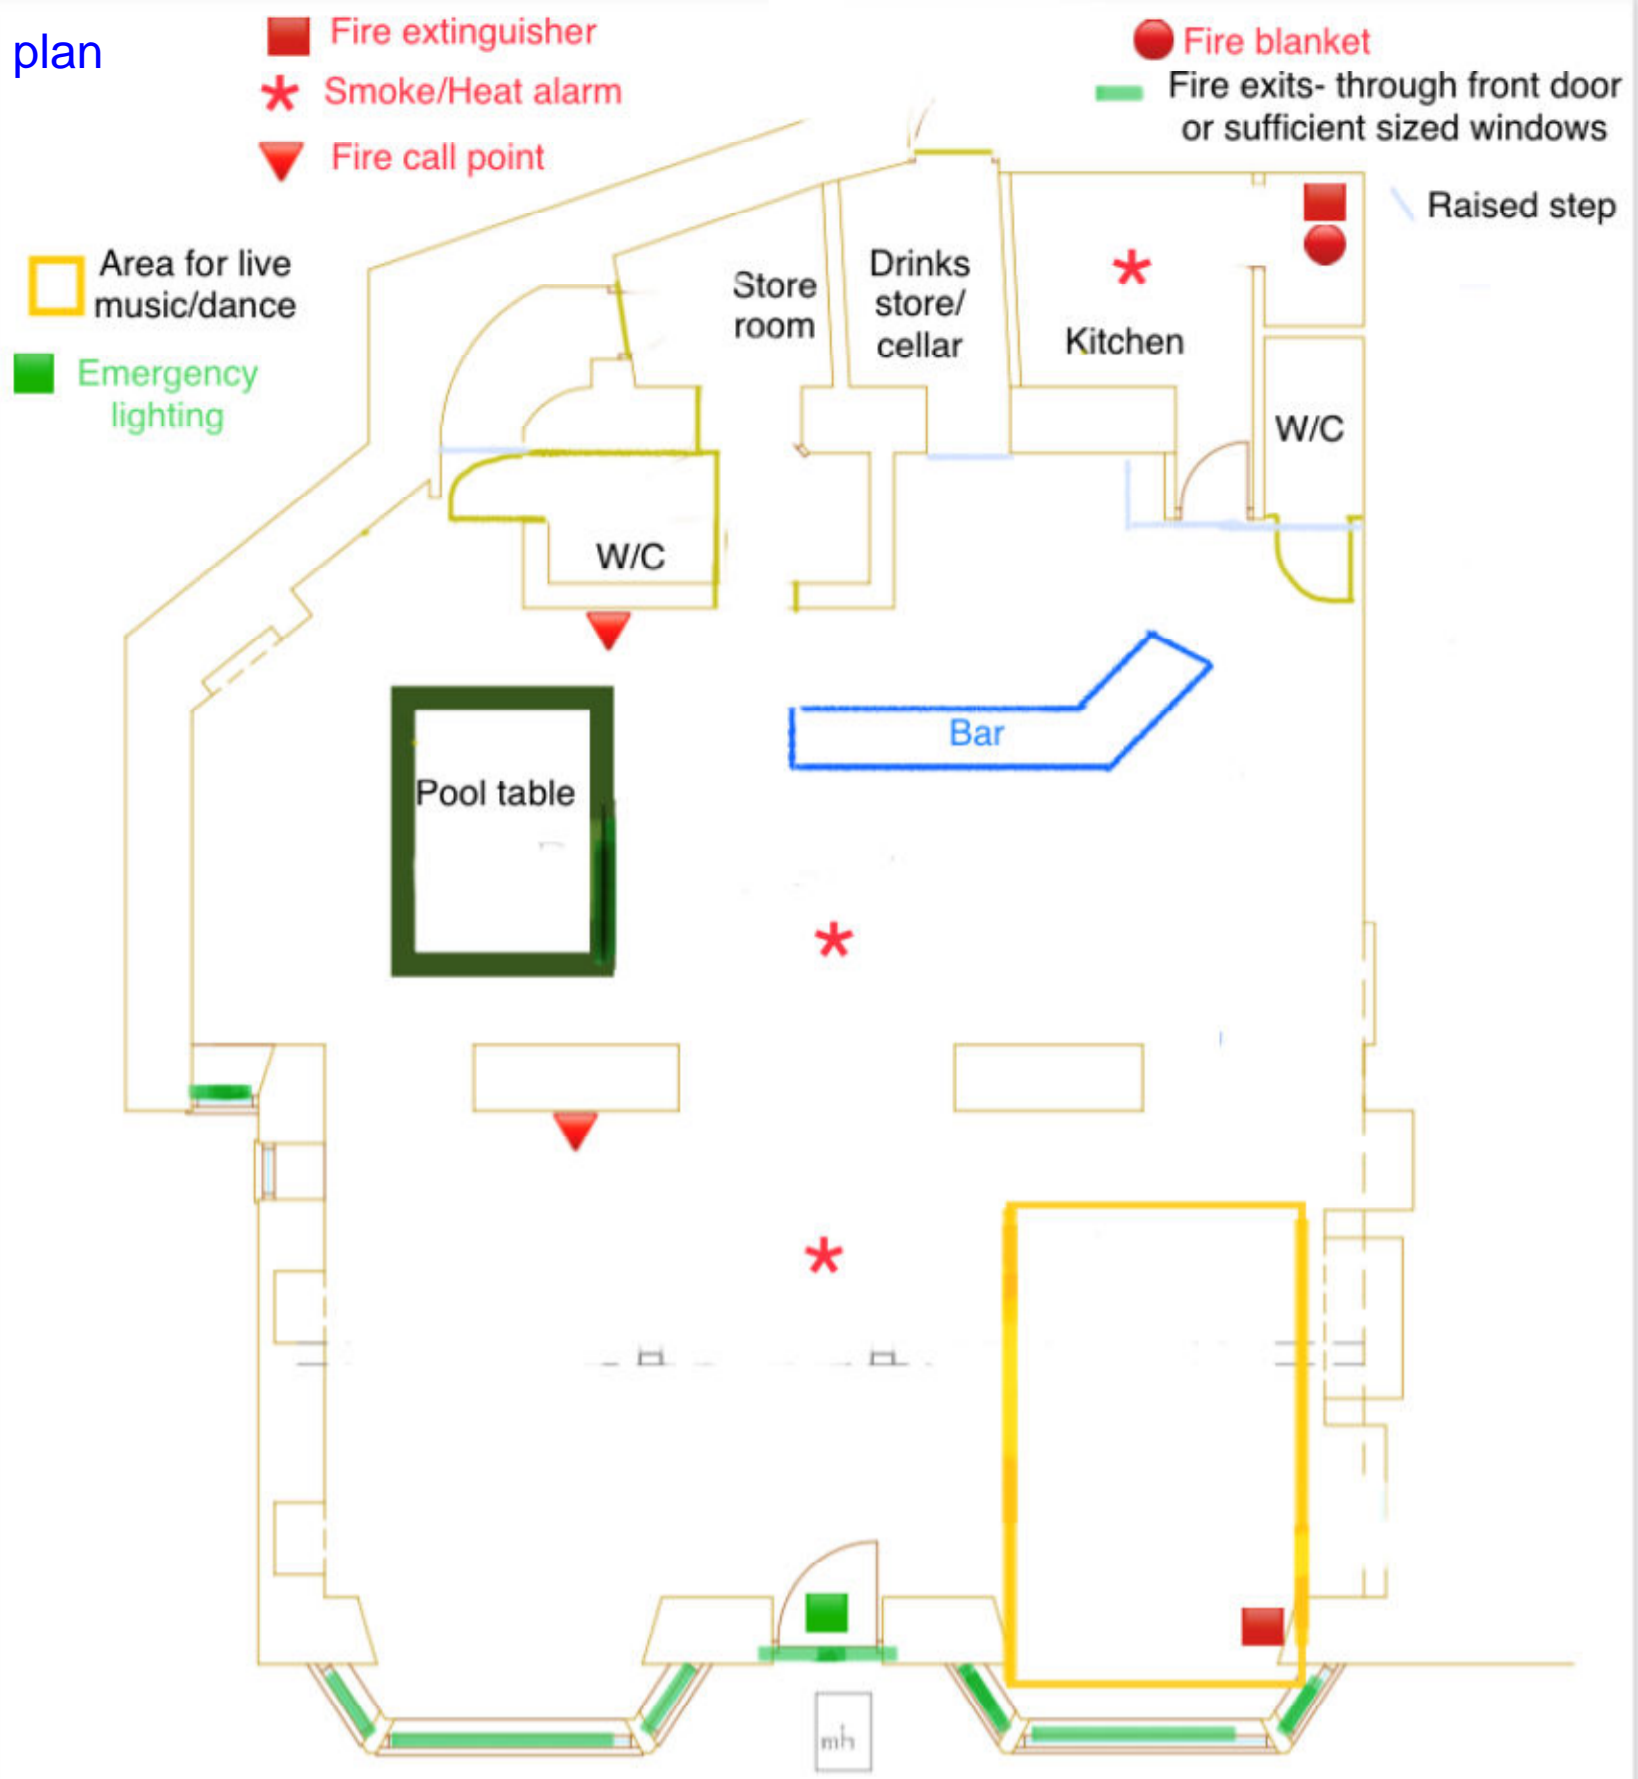 plan
Fire extinguisher
Smoke/Heat alarm
Fire call point
Fire blanket
Fire exits- through front door
or sufficient sized windows
Raised step
Area for live
music/dance
Emergency
lighting
Store
room
Drinks
store/
cellar
Kitchen
W/C
W/C
Bar
Pool table
mh